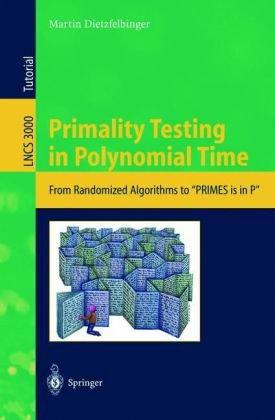 Martin Dietzfelbinger
LNCS 3000
Tutorial
Primality Testing
in Polynomial Time
From Randomized Algorithms to "PRIMES is in P"
Springer